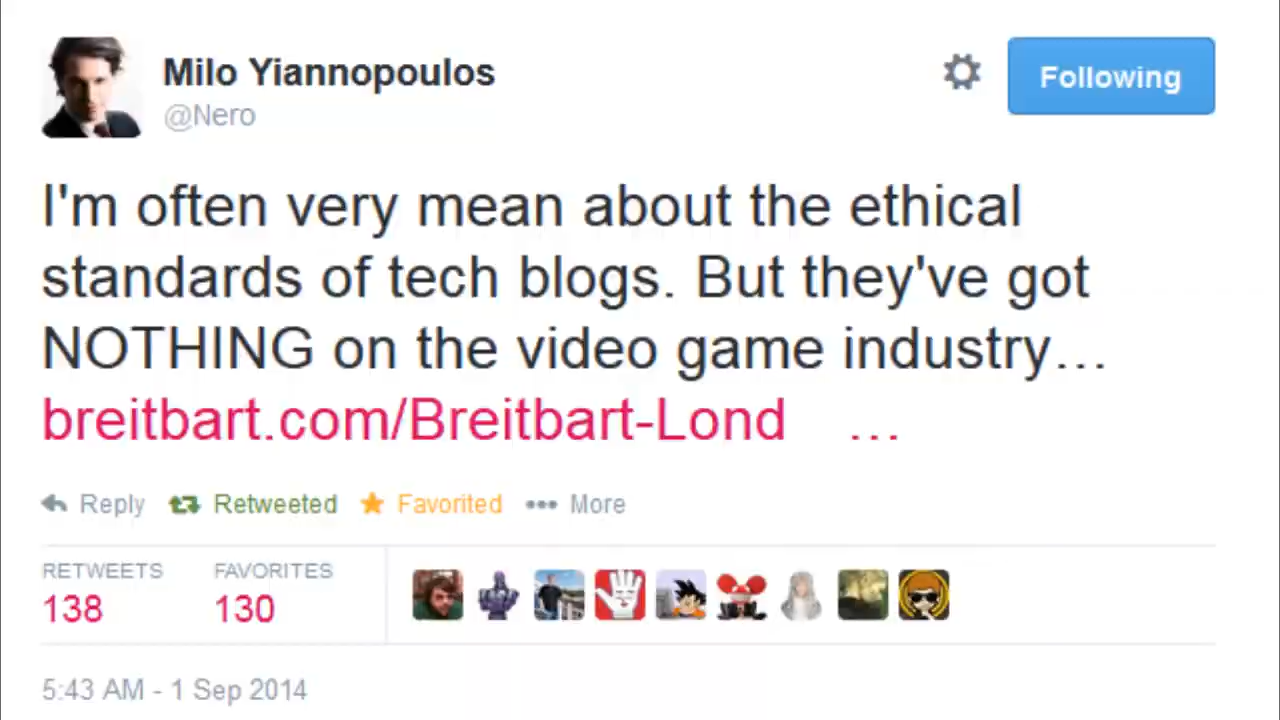 Milo Yiannopoulos
@Nero
Following
I'm often very mean about the ethical
standards of tech blogs. But they've got
NOTHING on the video game industry…
breitbart.com/Breitbart-Lond …
Reply Retweeted Favorited More
RETWEETS FAVORITES
138 130
5:43 AM - 1 Sep 2014